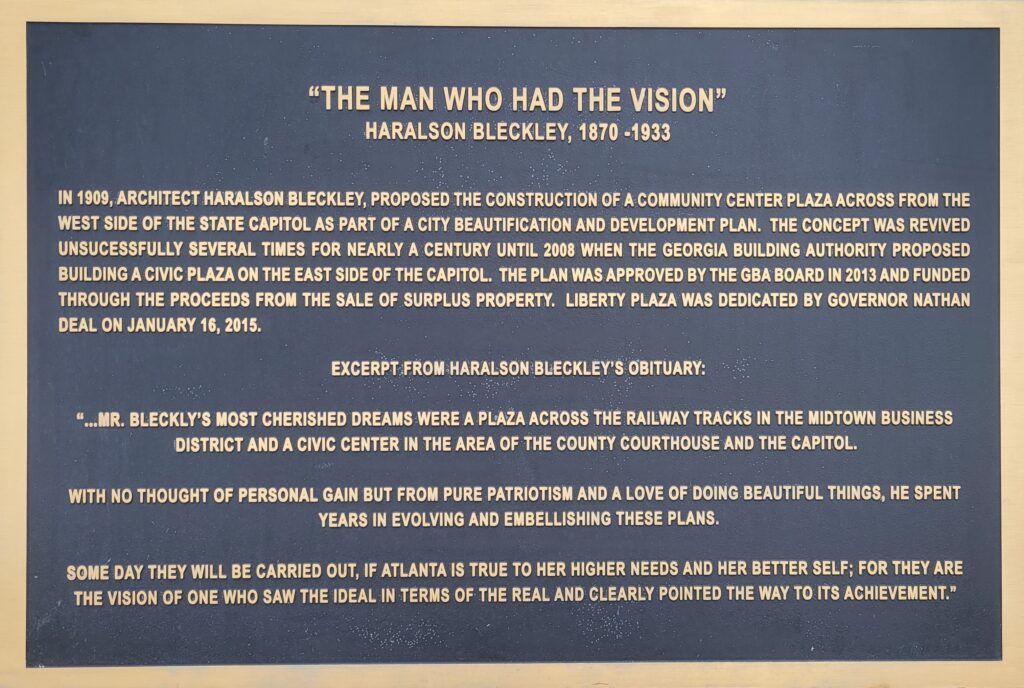 “THE MAN WHO HAD THE VISION”
HARALSON BLECKLEY, 1870 -1933
IN 1909, ARCHITECT HARALSON BLECKLEY, PROPOSED THE CONSTRUCTION OF A COMMUNITY CENTER PLAZA ACROSS FROM THE
WEST SIDE OF THE STATE CAPITOL AS PART OF A CITY BEAUTIFICATION AND DEVELOPMENT PLAN. THE CONCEPT WAS REVIVED
UNSUCESSFULLY SEVERAL TIMES FOR NEARLY A CENTURY UNTIL 2008 WHEN THE GEORGIA BUILDING AUTHORITY PROPOSED
BUILDING A CIVIC PLAZA ON THE EAST SIDE OF THE CAPITOL. THE PLAN WAS APPROVED BY THE GBA BOARD IN 2013 AND FUNDED
THROUGH THE PROCEEDS FROM THE SALE OF SURPLUS PROPERTY. LIBERTY PLAZA WAS DEDICATED BY GOVERNOR NATHAN
DEAL ON JANUARY 16, 2015.
EXCERPT FROM HARALSON BLECKLEY’S OBITUARY:
“...MR. BLECKLY’S MOST CHERISHED DREAMS WERE A PLAZA ACROSS THE RAILWAY TRACKS IN THE MIDTOWN BUSINESS
DISTRICT AND A CIVIC CENTER IN THE AREA OF THE COUNTY COURTHOUSE AND THE CAPITOL.
WITH NO THOUGHT OF PERSONAL GAIN BUT FROM PURE PATRIOTISM AND A LOVE OF DOING BEAUTIFUL THINGS, HE SPENT
YEARS IN EVOLVING AND EMBELLISHING THESE PLANS.
SOME DAY THEY WILL BE CARRIED OUT, IF ATLANTA IS TRUE TO HER HIGHER NEEDS AND HER BETTER SELF; FOR THEY ARE
THE VISION OF ONE WHO SAW THE IDEAL IN TERMS OF THE REAL AND CLEARLY POINTED THE WAY TO ITS ACHIEVEMENT.”